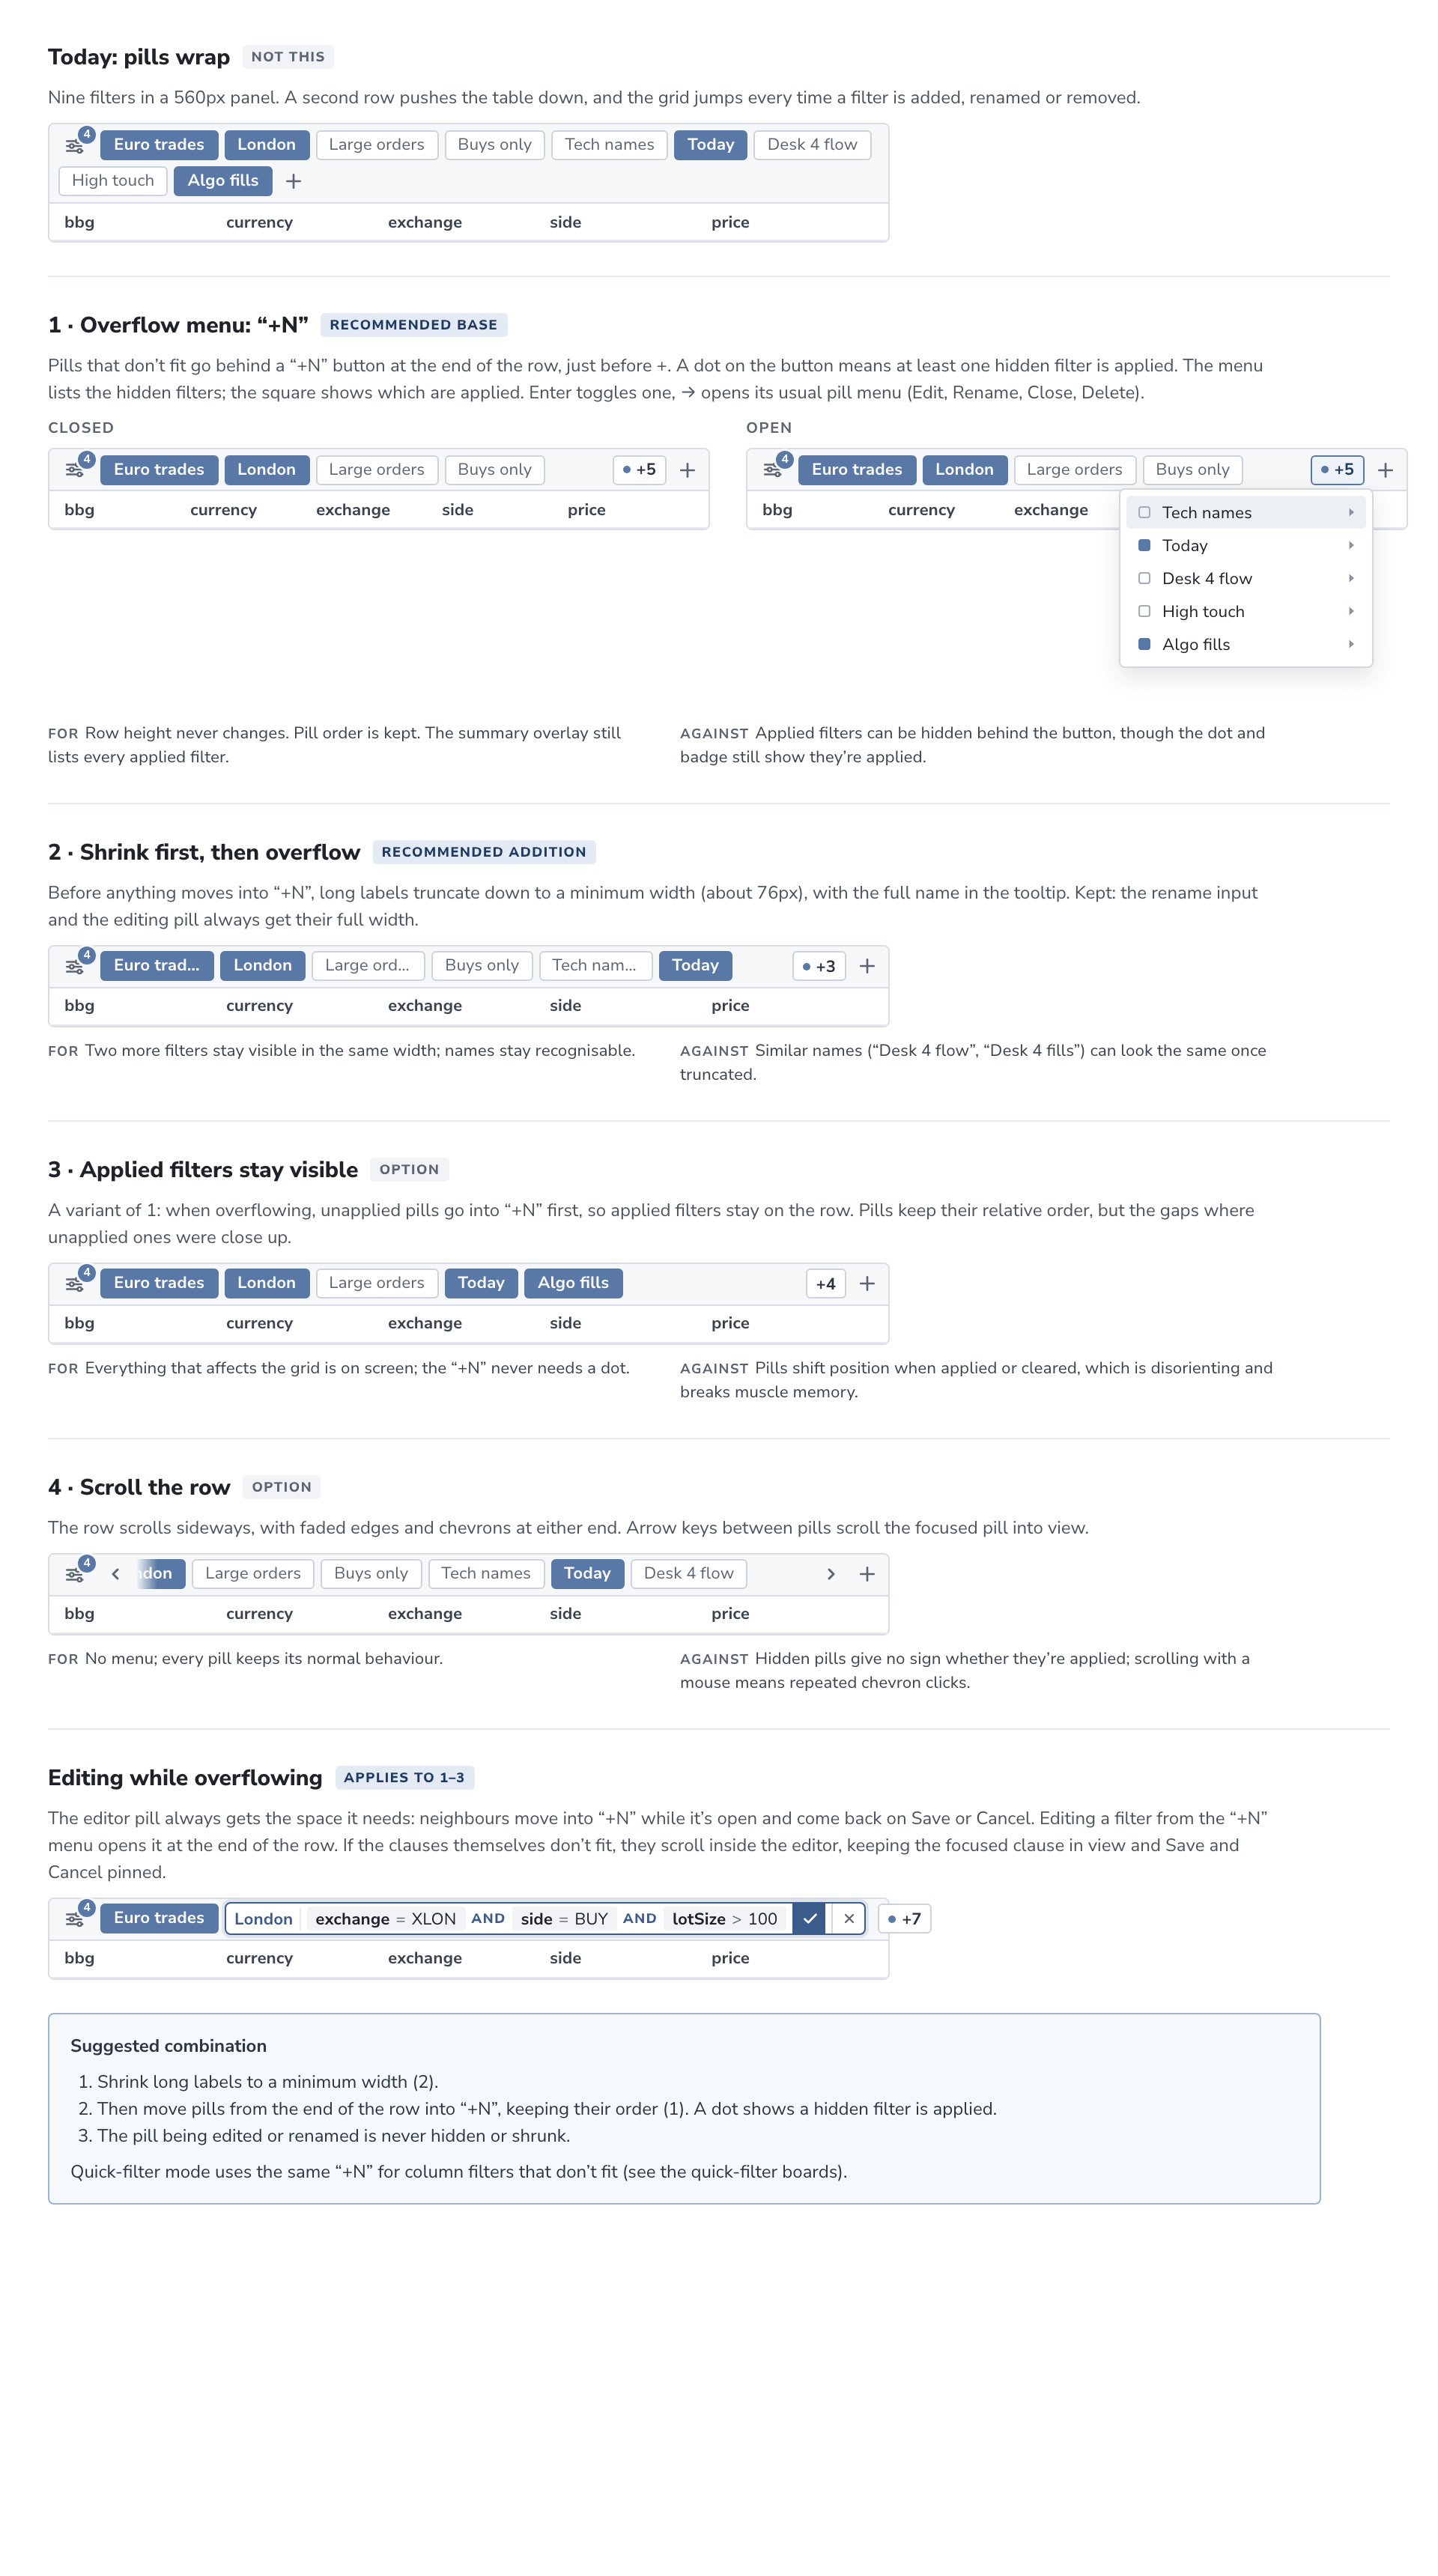 Today: pills wrap NOT THIS
Nine filters in a 560px panel. A second row pushes the table down, and the grid jumps every time a filter is added, renamed or removed.
4 Euro trades London Large orders Buys only Tech names Today Desk 4 flow
High touch Algo fills +
bbg currency exchange side price
1 · Overflow menu: “+N” RECOMMENDED BASE
Pills that don’t fit go behind a “+N” button at the end of the row, just before +. A dot on the button means at least one hidden filter is applied. The menu
lists the hidden filters; the square shows which are applied. Enter toggles one, → opens its usual pill menu (Edit, Rename, Close, Delete).
CLOSED
4 Euro trades London Large orders Buys only +5 +
bbg currency exchange side price
OPEN
4 Euro trades London Large orders Buys only +5 +
bbg currency exchange
Tech names
Today
Desk 4 flow
High touch
Algo fills
FOR Row height never changes. Pill order is kept. The summary overlay still
lists every applied filter.
AGAINST Applied filters can be hidden behind the button, though the dot and
badge still show they’re applied.
2 · Shrink first, then overflow RECOMMENDED ADDITION
Before anything moves into “+N”, long labels truncate down to a minimum width (about 76px), with the full name in the tooltip. Kept: the rename input
and the editing pill always get their full width.
4 Euro trad… London Large ord… Buys only Tech nam… Today +3 +
bbg currency exchange side price
FOR Two more filters stay visible in the same width; names stay recognisable.
AGAINST Similar names (“Desk 4 flow”, “Desk 4 fills”) can look the same once
truncated.
3 · Applied filters stay visible OPTION
A variant of 1: when overflowing, unapplied pills go into “+N” first, so applied filters stay on the row. Pills keep their relative order, but the gaps where
unapplied ones were close up.
4 Euro trades London Large orders Today Algo fills +4 +
bbg currency exchange side price
FOR Everything that affects the grid is on screen; the “+N” never needs a dot.
AGAINST Pills shift position when applied or cleared, which is disorienting and
breaks muscle memory.
4 · Scroll the row OPTION
The row scrolls sideways, with faded edges and chevrons at either end. Arrow keys between pills scroll the focused pill into view.
4 ‹ don Large orders Buys only Tech names Today Desk 4 flow › +
bbg currency exchange side price
FOR No menu; every pill keeps its normal behaviour.
AGAINST Hidden pills give no sign whether they’re applied; scrolling with a
mouse means repeated chevron clicks.
Editing while overflowing APPLIES TO 1–3
The editor pill always gets the space it needs: neighbours move into “+N” while it’s open and come back on Save or Cancel. Editing a filter from the “+N”
menu opens it at the end of the row. If the clauses themselves don’t fit, they scroll inside the editor, keeping the focused clause in view and Save and
Cancel pinned.
4 Euro trades London exchange = XLON AND side = BUY AND lotSize > 100 ✓ ✕ +7
bbg currency exchange side price
Suggested combination
1. Shrink long labels to a minimum width (2).
2. Then move pills from the end of the row into “+N”, keeping their order (1). A dot shows a hidden filter is applied.
3. The pill being edited or renamed is never hidden or shrunk.
Quick-filter mode uses the same “+N” for column filters that don’t fit (see the quick-filter boards).